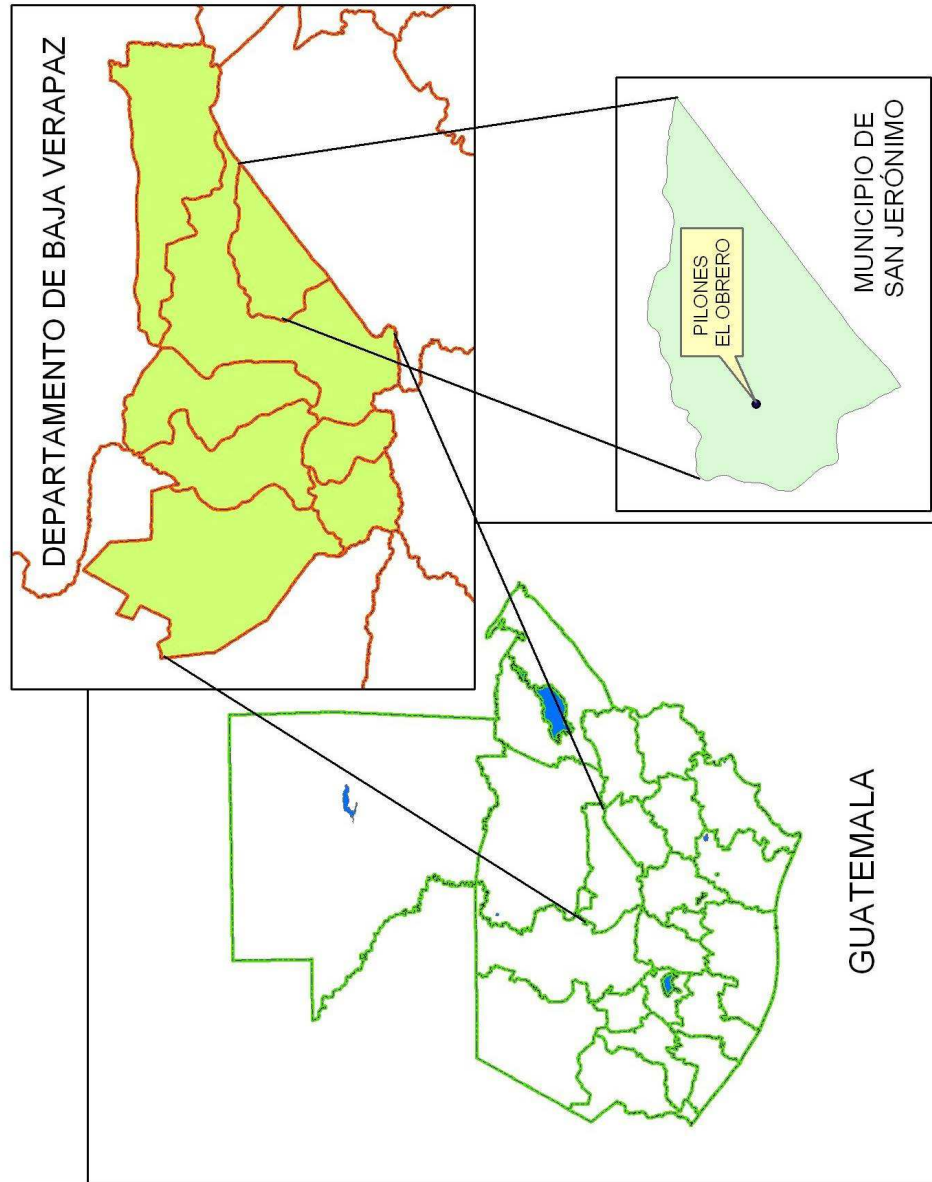 DEPARTAMENTO DE BAJA VERAPAZ
GUATEMALA
PILONES
EL OBRERO
MUNICIPIO DE
SAN JERÓNIMO